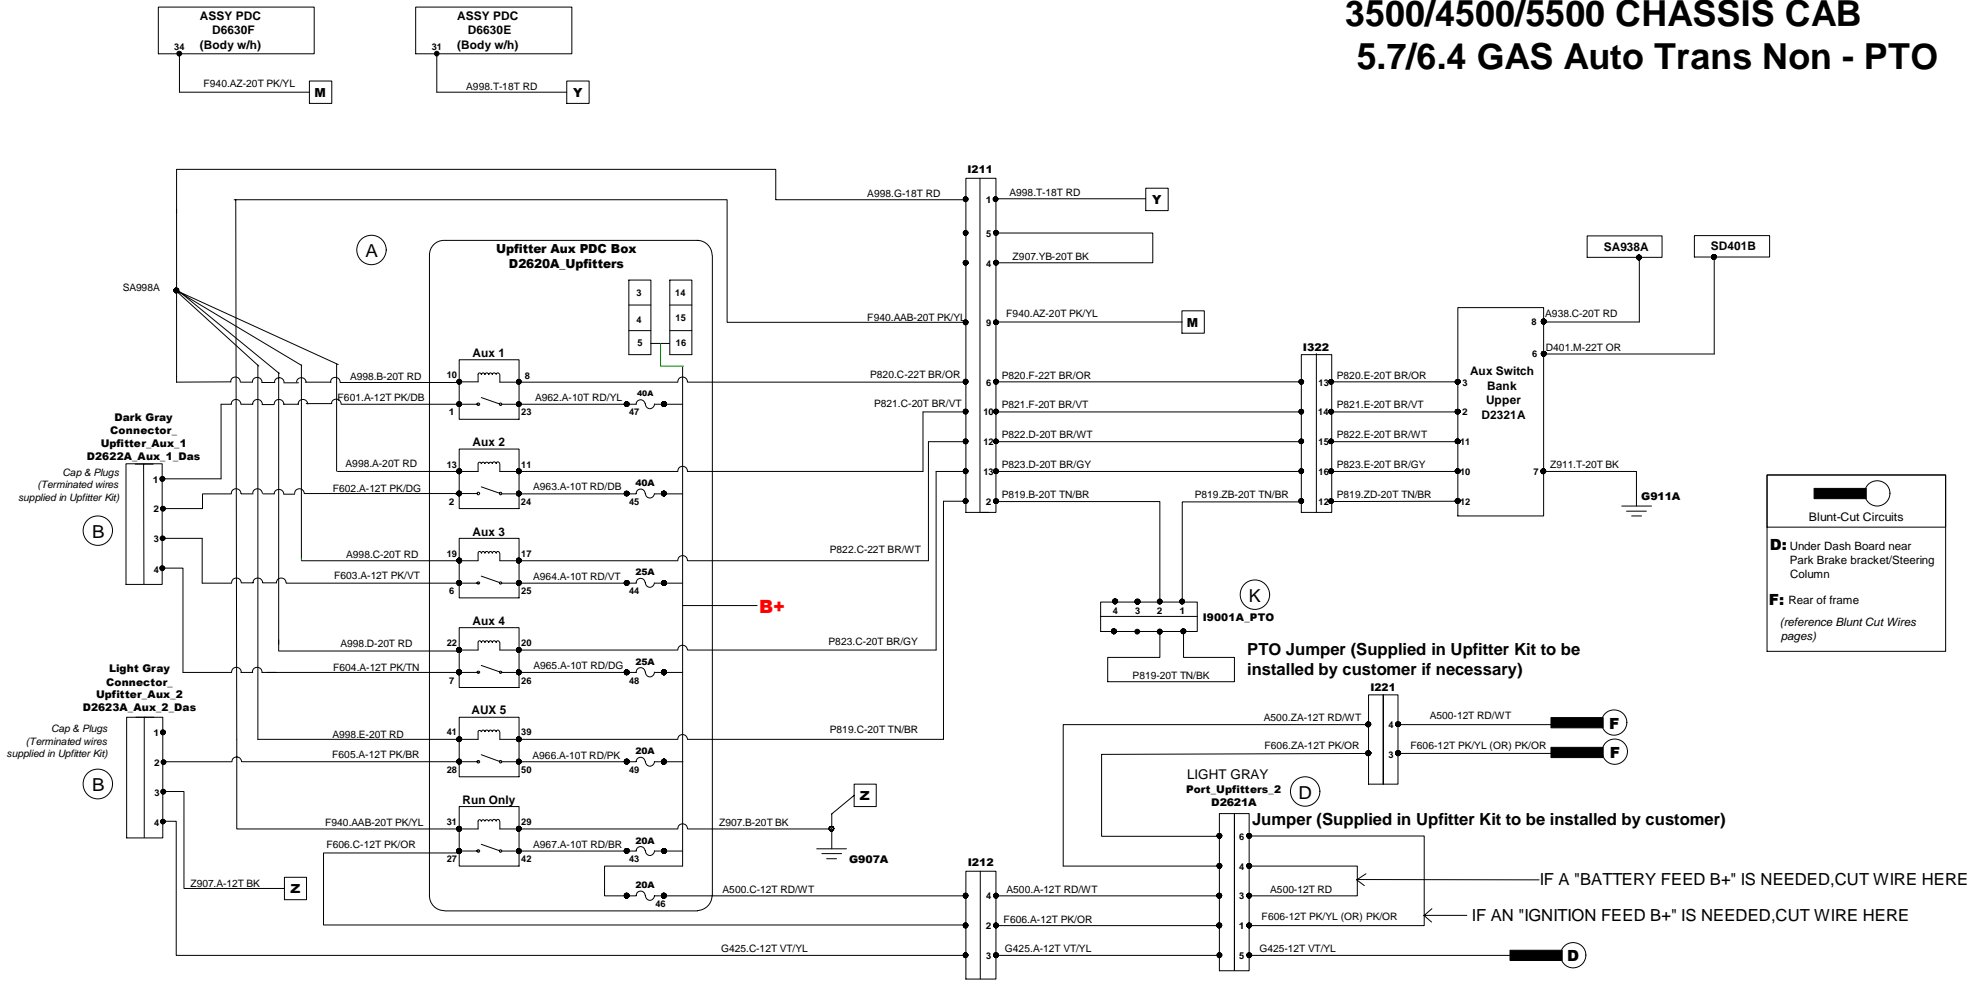 3500/4500/5500 CHASSIS CAB
5.7/6.4 GAS Auto Trans Non - PTO
ASSY PDC
D6630F
(Body w/h)
34
F940.AZ-20T PK/YL
M
ASSY PDC
D6630E
(Body w/h)
31
A998.T-18T RD
Y
A
SA998A
Upfitter Aux PDC Box
D2620A_Upfitters
3
14
4
15
5
16
Aux 1
A998.B-20T RD
10
8
F601.A-12T PK/DB
1
23
A962.A-10T RD/YL
40A
47
Aux 2
A998.A-20T RD
13
11
F602.A-12T PK/DG
2
24
A963.A-10T RD/DB
40A
45
Aux 3
A998.C-20T RD
19
17
F603.A-12T PK/VT
6
25
A964.A-10T RD/VT
25A
44
B+
Aux 4
A998.D-20T RD
22
20
F604.A-12T PK/TN
7
26
A965.A-10T RD/DG
25A
48
AUX 5
A998.E-20T RD
41
39
F605.A-12T PK/BR
28
50
A966.A-10T RD/PK
20A
49
Run Only
F940.AAB-20T PK/YL
31
29
F606.C-12T PK/OR
27
42
A967.A-10T RD/BR
20A
43
20A
46
Dark Gray
Connector_
Upfitter_Aux_1
D2622A_Aux_1_Das
Cap & Plugs
(Terminated wires
supplied in Upfitter Kit)
1
2
3
4
B
Light Gray
Connector_
Upfitter_Aux_2
D2623A_Aux_2_Das
Cap & Plugs
(Terminated wires
supplied in Upfitter Kit)
1
2
3
4
B
Z907.A-12T BK
Z
Z907.B-20T BK
Z
G907A
I211
A998.G-18T RD
1
A998.T-18T RD
Y
5
4
Z907.YB-20T BK
F940.AAB-20T PK/YL
9
F940.AZ-20T PK/YL
M
P820.C-22T BR/OR
6
P820.F-22T BR/OR
P821.C-20T BR/VT
10
P821.F-20T BR/VT
12
P822.D-20T BR/WT
13
P823.D-20T BR/GY
2
P819.B-20T TN/BR
P822.C-22T BR/WT
P823.C-20T BR/GY
P819.C-20T TN/BR
I322
13
P820.E-20T BR/OR
3
14
P821.E-20T BR/VT
2
15
P822.E-20T BR/WT
11
16
P823.E-20T BR/GY
10
P819.ZB-20T TN/BR
12
P819.ZD-20T TN/BR
12
Aux Switch
Bank
Upper
D2321A
SA938A
SD401B
8
A938.C-20T RD
6
D401.M-22T OR
7
Z911.T-20T BK
G911A
4
3
2
1
I9001A_PTO
K
P819-20T TN/BK
PTO Jumper (Supplied in Upfitter Kit to be
installed by customer if necessary)
Blunt-Cut Circuits
D: Under Dash Board near
Park Brake bracket/Steering
Column
F: Rear of frame
(reference Blunt Cut Wires
pages)
I221
A500.ZA-12T RD/WT
4
A500-12T RD/WT
F
F606.ZA-12T PK/OR
3
F606-12T PK/YL (OR) PK/OR
F
LIGHT GRAY
Port_Upfitters_2
D2621A
D
Jumper (Supplied in Upfitter Kit to be installed by customer)
6
4
3
A500-12T RD
1
F606-12T PK/YL (OR) PK/OR
5
G425-12T VT/YL
D
IF A "BATTERY FEED B+" IS NEEDED,CUT WIRE HERE
IF AN "IGNITION FEED B+" IS NEEDED,CUT WIRE HERE
I212
A500.C-12T RD/WT
4
A500.A-12T RD/WT
2
F606.A-12T PK/OR
G425.C-12T VT/YL
3
G425.A-12T VT/YL